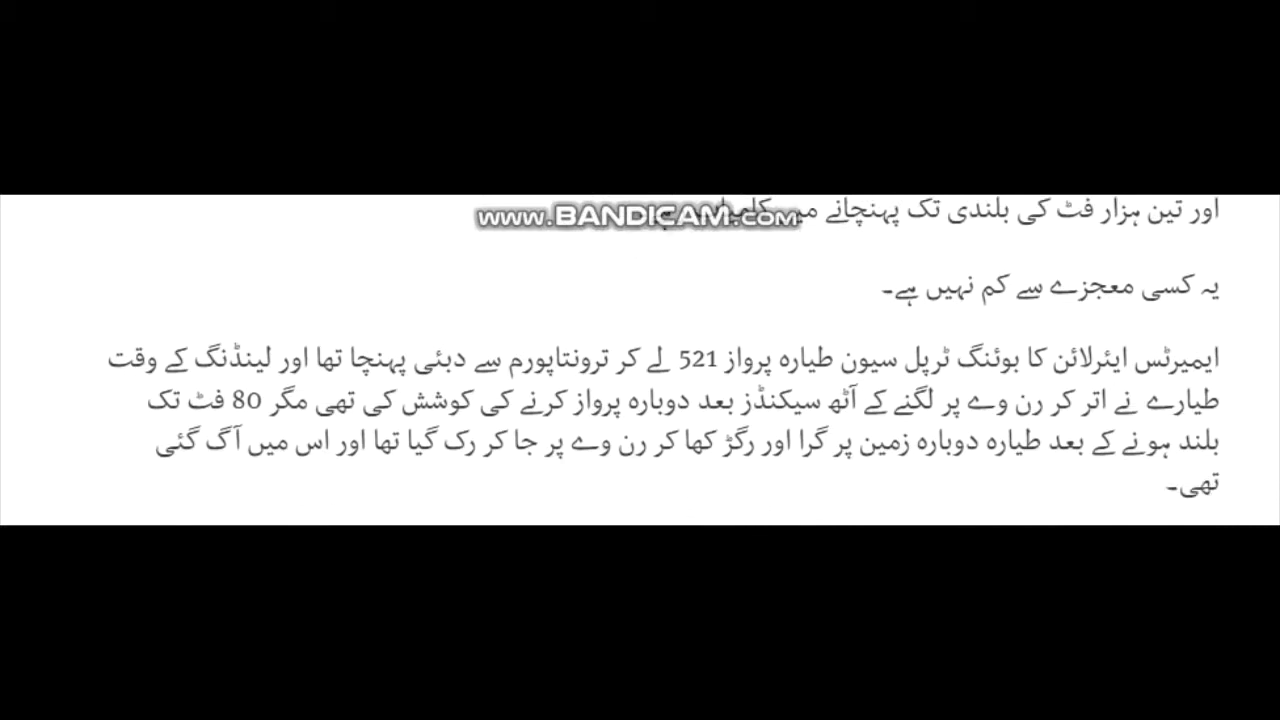 اور تین ہزار فٹ کی بلندی تک پہنچانے میں
www.BANDICAM.com
یہ کسی معجزے سے کم نہیں ہے۔
ایمیرٹس ایئرلائن کا بوئنگ ٹرپل سیون طیارہ پرواز 521 لے کر ترونتاپورم سے دبئی پہنچا تھا اور لینڈنگ کے وقت
طیارے نے اتر کر رن وے پر لگنے کے آٹھ سیکنڈز بعد دوبارہ پرواز کرنے کی کوشش کی تھی مگر 80 فٹ تک
بلند ہونے کے بعد طیارہ دوبارہ زمین پر گرا اور رگڑ کھا کر رن وے پر جا کر رک گیا تھا اور اس میں آگ گئی
تھی۔